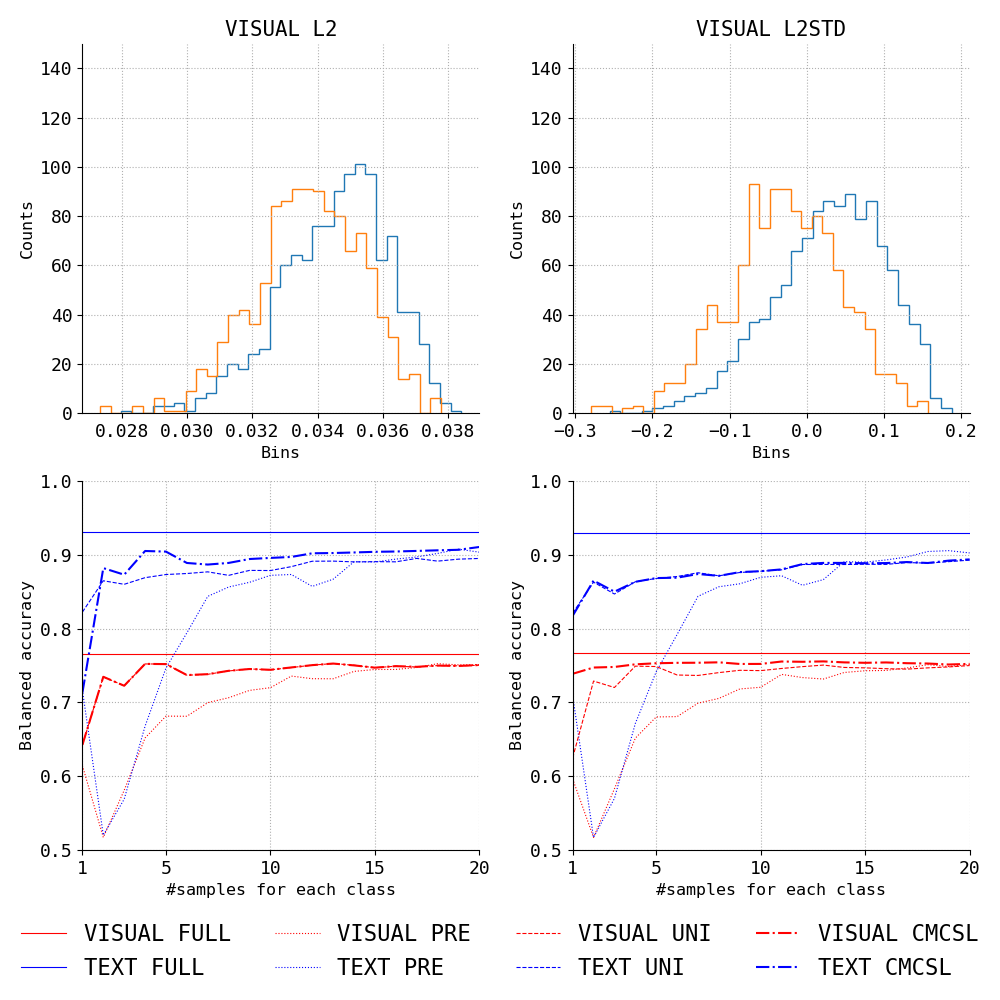 VISUAL L2
VISUAL L2STD
140
120
100
80
60
40
20
0
Counts
0.028 0.030 0.032 0.034 0.036 0.038
Bins
140
120
100
80
60
40
20
0
Counts
−0.3 −0.2 −0.1 0.0 0.1 0.2
Bins
1.0
0.9
0.8
0.7
0.6
0.5
Balanced accuracy
1 5 10 15 20
#samples for each class
1.0
0.9
0.8
0.7
0.6
0.5
Balanced accuracy
1 5 10 15 20
#samples for each class
VISUAL FULL VISUAL PRE VISUAL UNI VISUAL CMCSL
TEXT FULL TEXT PRE TEXT UNI TEXT CMCSL